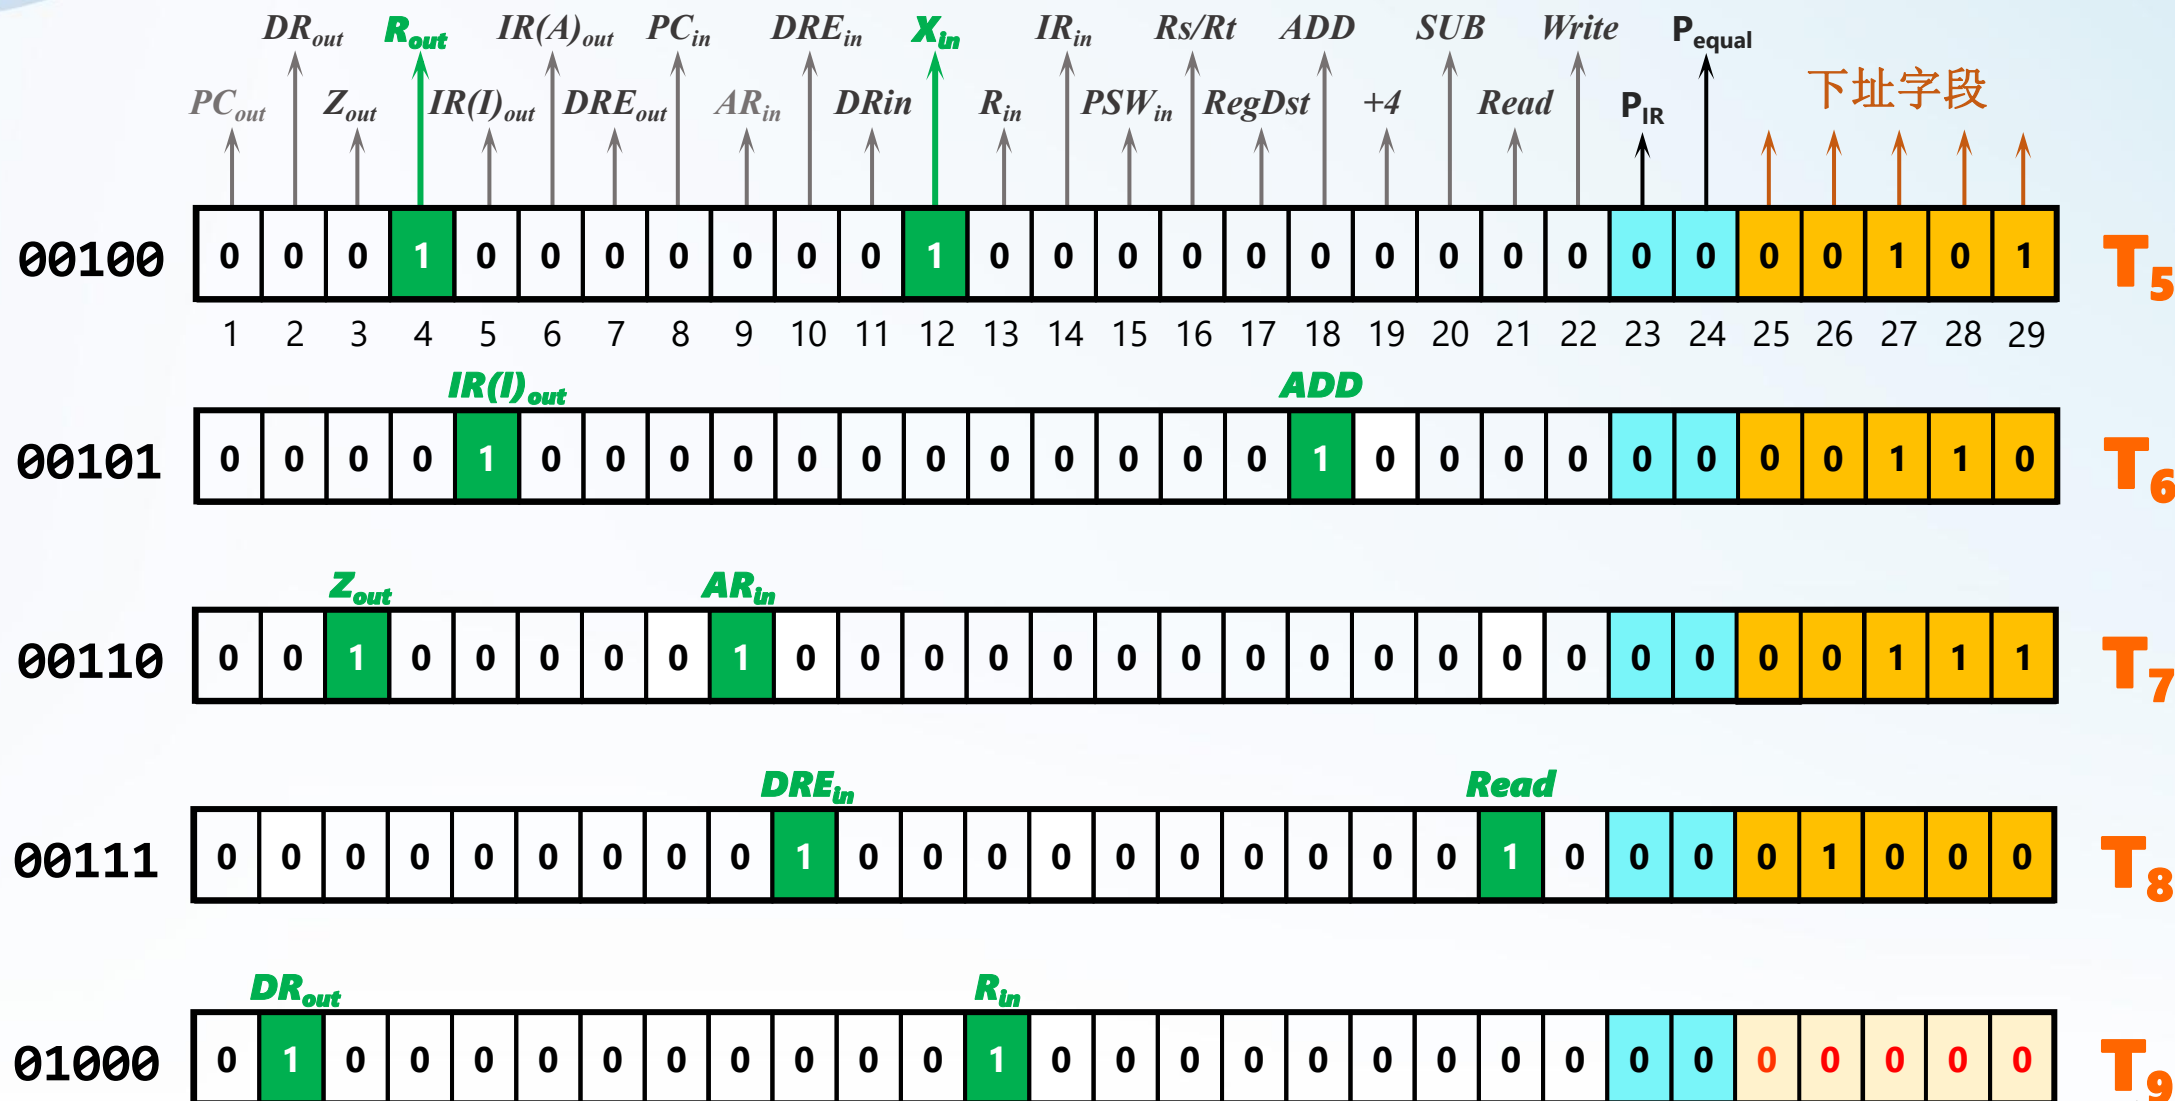 DRout Rout IR(A)out PCin DREin Xin IRin Rs/Rt ADD SUB Write Pequal
PCout Zout IR(I)out DREout ARin DRin Rin PSWin RegDst +4 Read PIR 下址字段
00100 0 0 0 1 0 0 0 0 0 0 0 1 0 0 0 0 0 0 0 0 0 0 0 0 0 0 1 0 1 T5
1 2 3 4 5 6 7 8 9 10 11 12 13 14 15 16 17 18 19 20 21 22 23 24 25 26 27 28 29
IR(I)out ADD
00101 0 0 0 0 1 0 0 0 0 0 0 0 0 0 0 0 0 1 0 0 0 0 0 0 0 0 1 1 0 T6
Zout ARin
00110 0 0 1 0 0 0 0 0 1 0 0 0 0 0 0 0 0 0 0 0 0 0 0 0 0 0 1 1 1 T7
DREin Read
00111 0 0 0 0 0 0 0 0 0 1 0 0 0 0 0 0 0 0 0 0 1 0 0 0 0 1 0 0 0 T8
DRout Rin
01000 0 1 0 0 0 0 0 0 0 0 0 0 1 0 0 0 0 0 0 0 0 0 0 0 0 0 0 0 0 T9